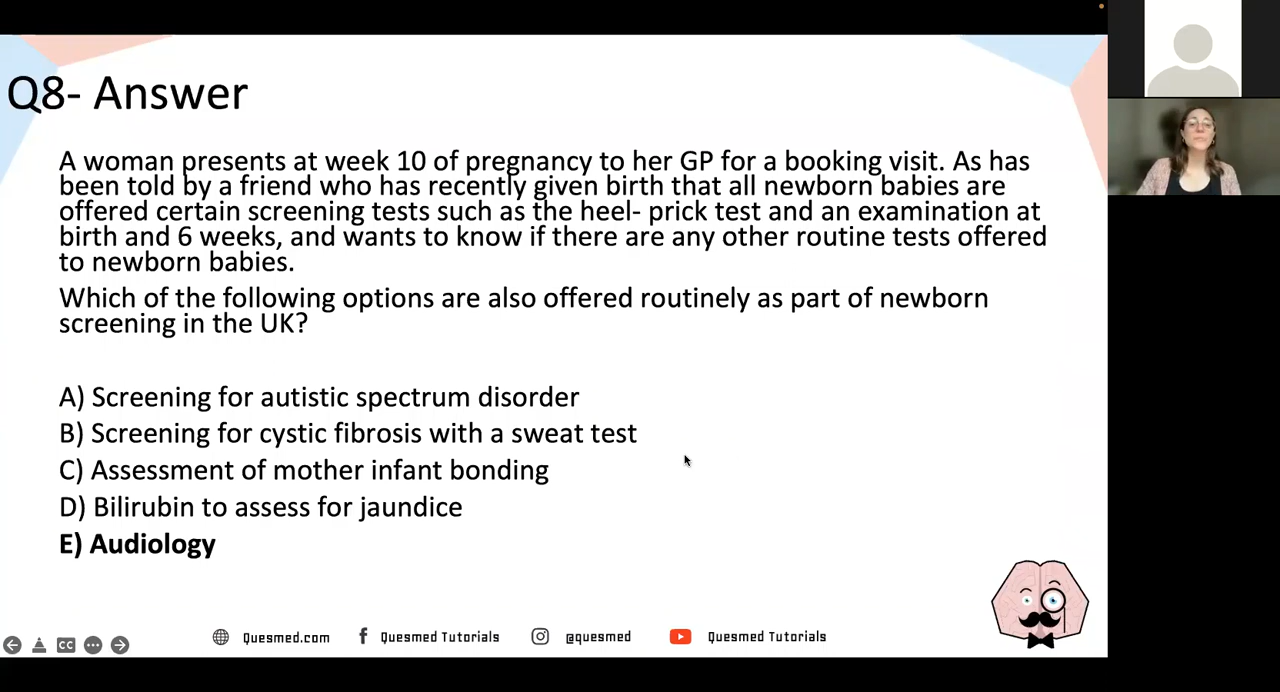 Q8- Answer
A woman presents at week 10 of pregnancy to her GP for a booking visit. As has
been told by a friend who has recently given birth that all newborn babies are
offered certain screening tests such as the heel- prick test and an examination at
birth and 6 weeks, and wants to know if there are any other routine tests offered
to newborn babies.
Which of the following options are also offered routinely as part of newborn
screening in the UK?
A) Screening for autistic spectrum disorder
B) Screening for cystic fibrosis with a sweat test
C) Assessment of mother infant bonding
D) Bilirubin to assess for jaundice
E) Audiology
CC Quesmed.com f Quesmed Tutorials @quesmed Quesmed Tutorials